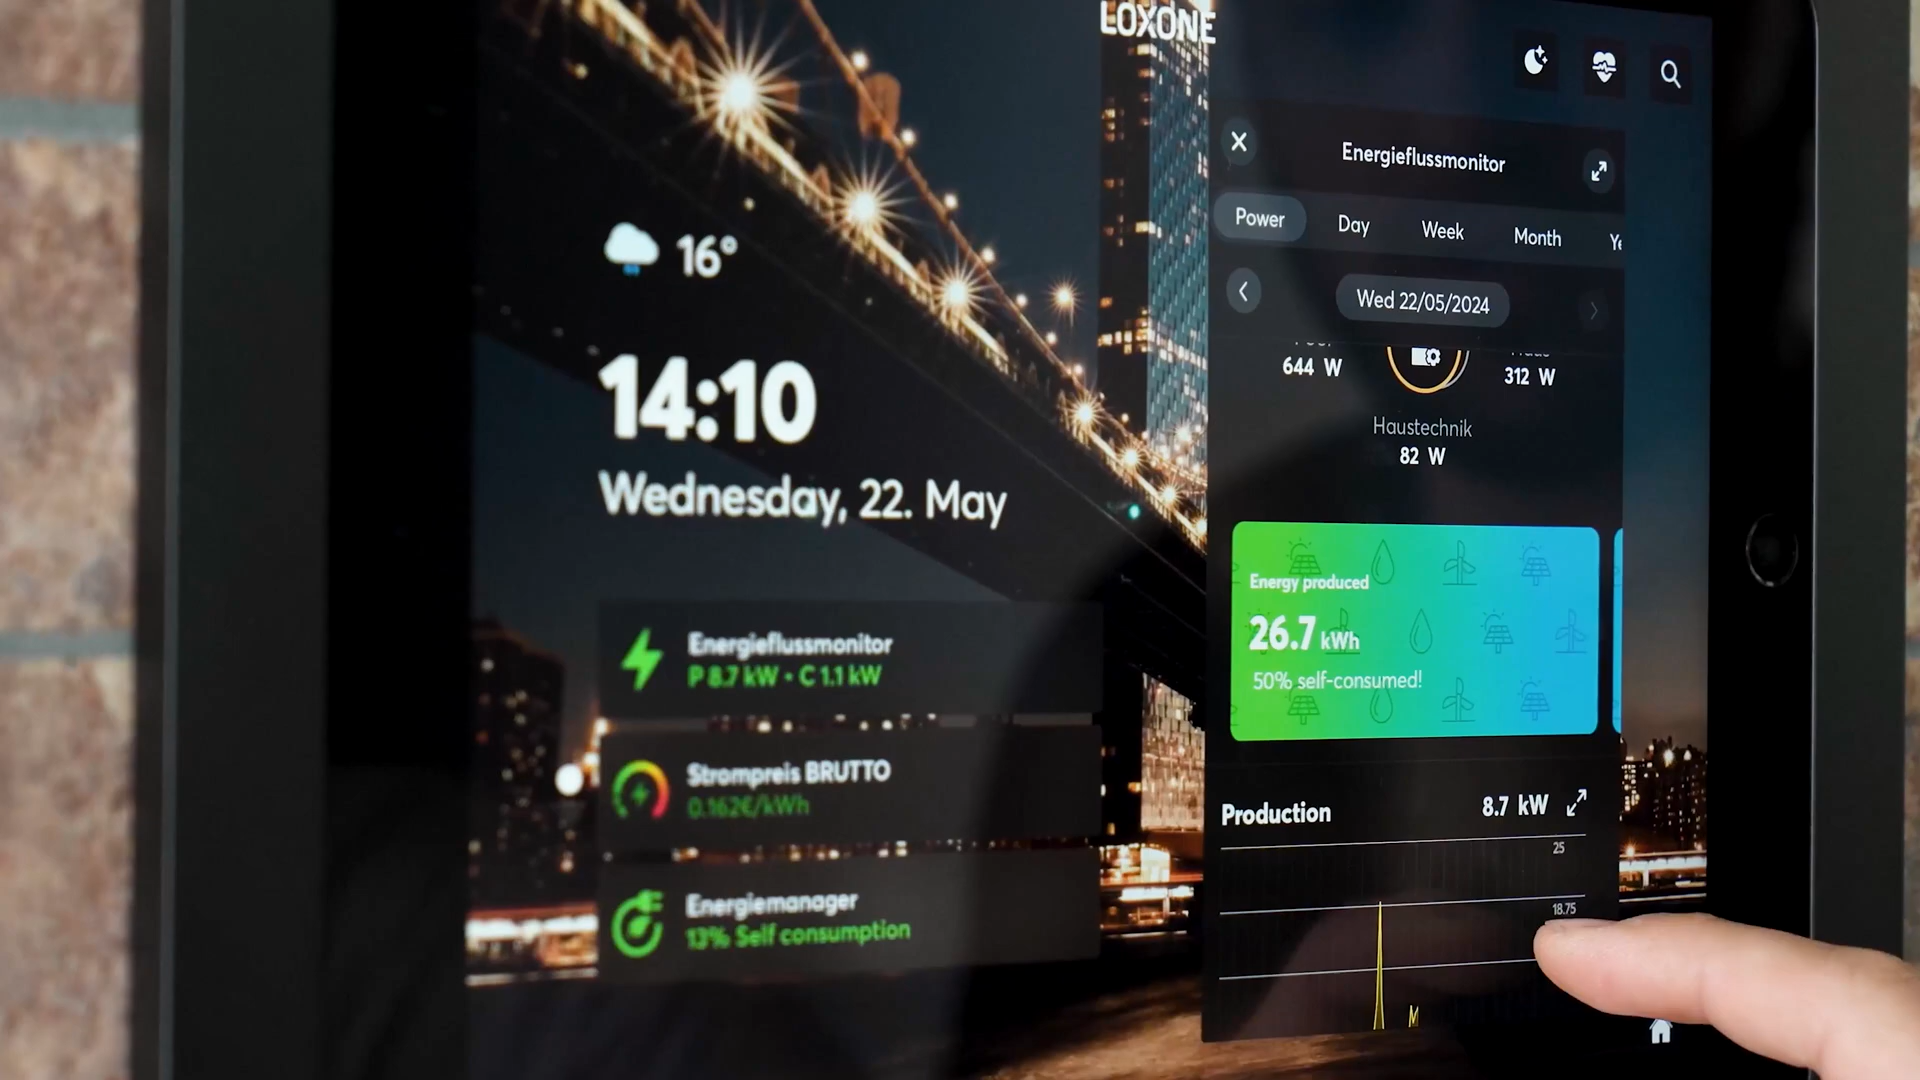 LOXONE
16°
14:10
Wednesday, 22. May
Energieflussmonitor
P 8.7 kW • C 1.1 kW
Strompreis BRUTTO
0.162€/kWh
Energiemanager
13% Self consumption
Energieflussmonitor
Power Day Week Month Ye
Wed 22/05/2024
644 W
312 W
Haustechnik
82 W
Energy produced
26.7 kWh
50% self-consumed!
Production 8.7 kW
25
18.75